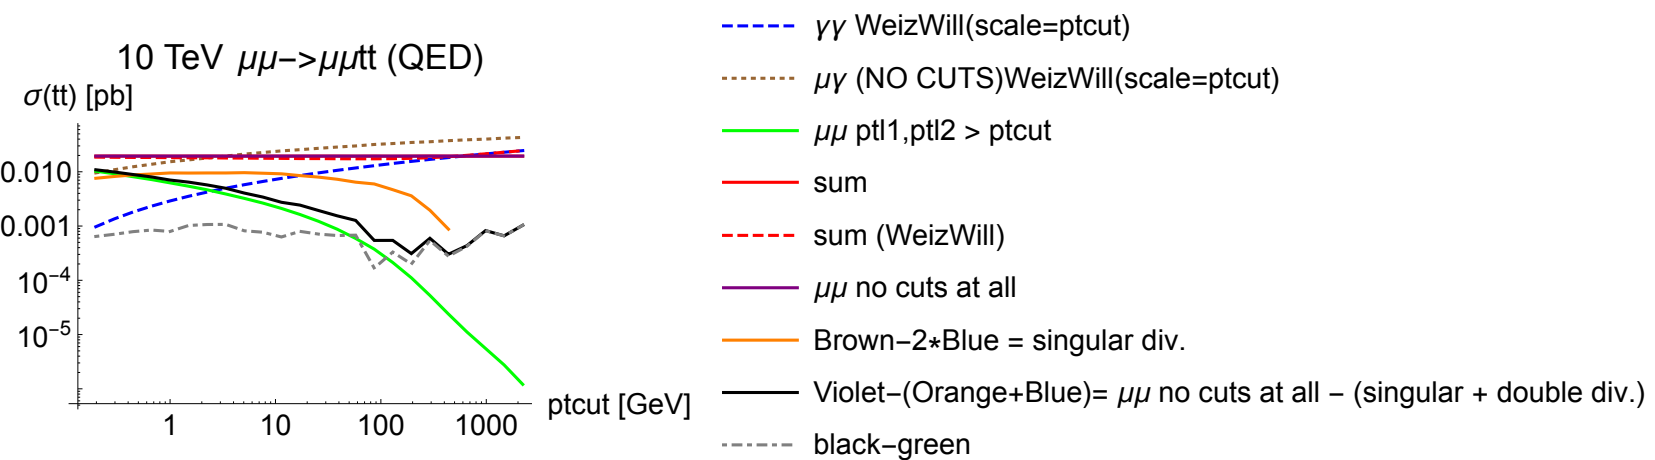 10 TeV μμ−>μμtt (QED)
σ(tt) [pb]
0.010
0.001
10−4
10−5
1
10
100
1000
ptcut [GeV]
γγ WeizWill(scale=ptcut)
μγ (NO CUTS)WeizWill(scale=ptcut)
μμ ptl1,ptl2 > ptcut
sum
sum (WeizWill)
μμ no cuts at all
Brown−2*Blue = singular div.
Violet−(Orange+Blue)= μμ no cuts at all − (singular + double div.)
black−green